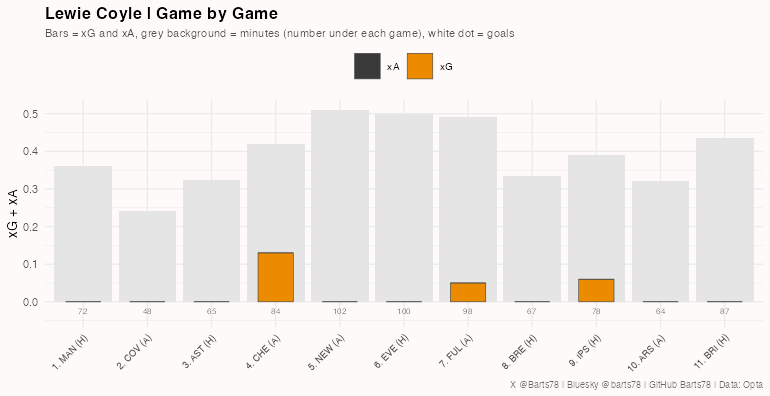 Lewie Coyle | Game by Game
Bars = xG and xA, grey background = minutes (number under each game), white dot = goals
xA xG
xG + xA
0.5
0.4
0.3
0.2
0.1
0.0
72 48 65 84 102 100 98 67 78 64 87
1. MAN (H)
2. COV (A)
3. AST (H)
4. CHE (A)
5. NEW (A)
6. EVE (H)
7. FUL (A)
8. BRE (H)
9. IPS (H)
10. ARS (A)
11. BRI (H)
X @Barts78 | Bluesky @barts78 | GitHub Barts78 | Data: Opta